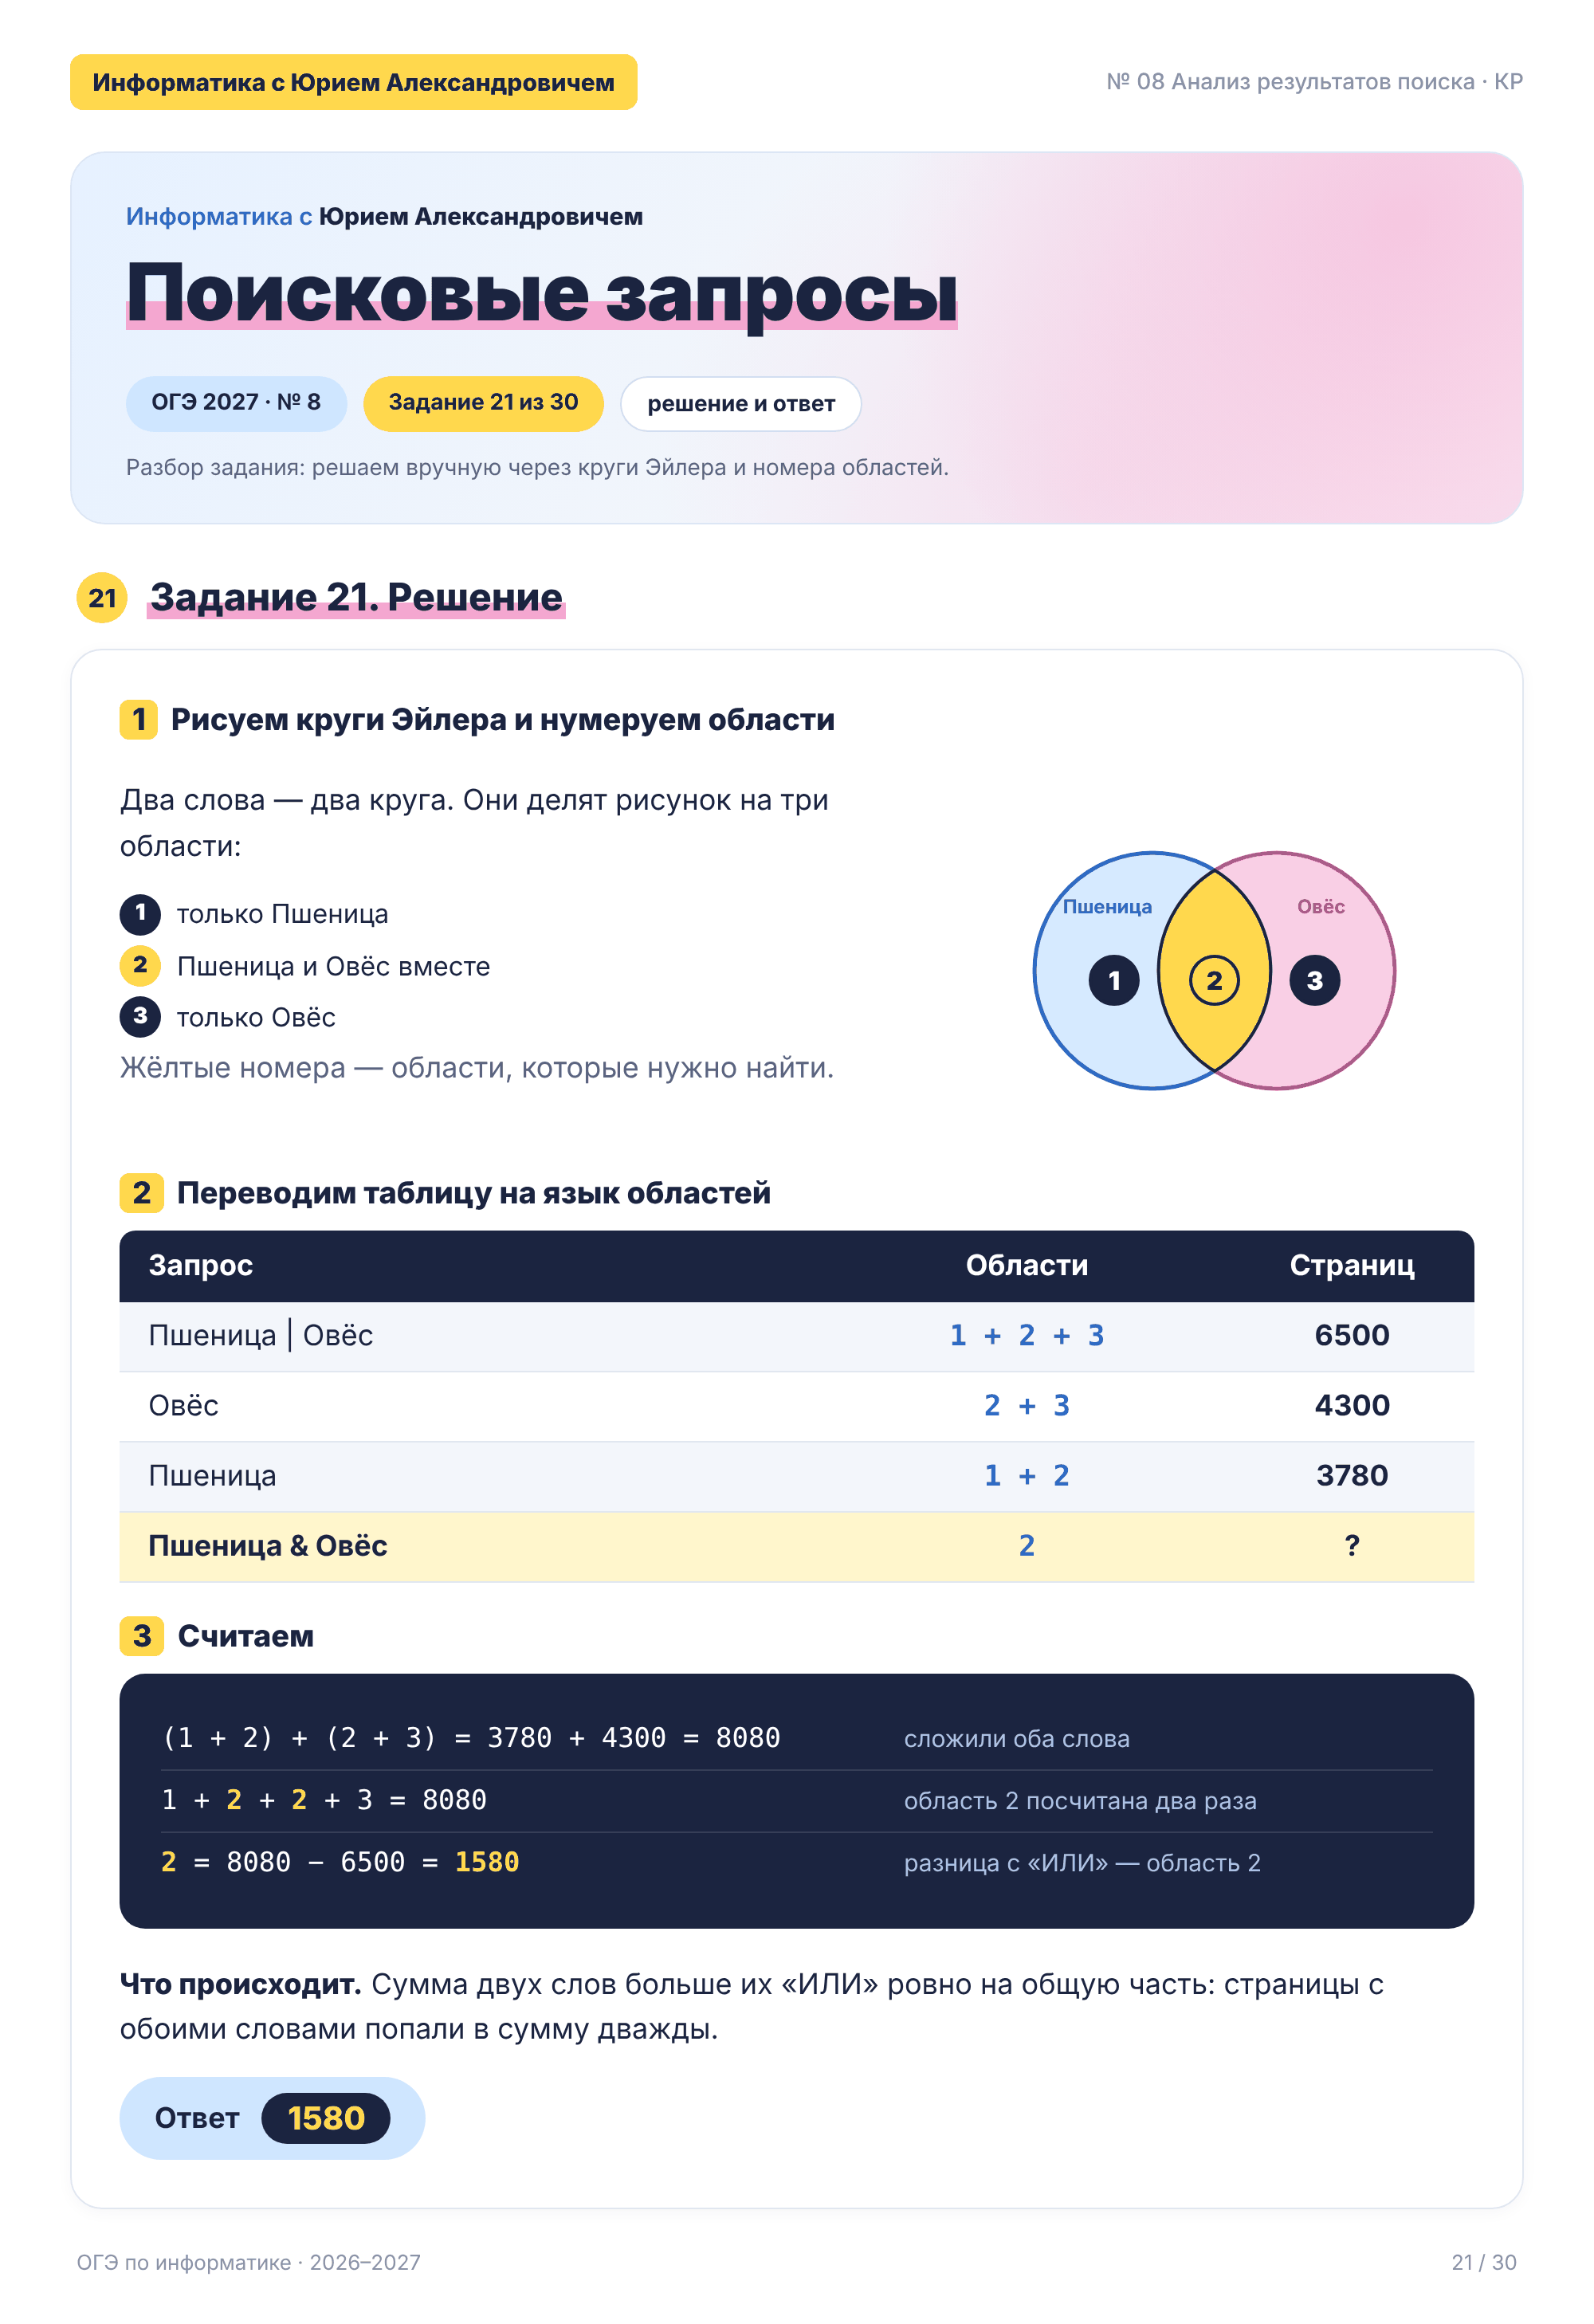 Информатика с Юрием Александровичем
№ 08 Анализ результатов поиска · КР
Информатика с Юрием Александровичем
Поисковые запросы
ОГЭ 2027 · № 8
Задание 21 из 30
решение и ответ
Разбор задания: решаем вручную через круги Эйлера и номера областей.
21 Задание 21. Решение
1 Рисуем круги Эйлера и нумеруем области
Два слова — два круга. Они делят рисунок на три
области:
1 только Пшеница
2 Пшеница и Овёс вместе
3 только Овёс
Жёлтые номера — области, которые нужно найти.
Пшеница Овёс
1 2 3
2 Переводим таблицу на язык областей
Запрос Области Страниц
Пшеница | Овёс 1 + 2 + 3 6500
Овёс 2 + 3 4300
Пшеница 1 + 2 3780
Пшеница & Овёс 2 ?
3 Считаем
(1 + 2) + (2 + 3) = 3780 + 4300 = 8080 сложили оба слова
1 + 2 + 2 + 3 = 8080 область 2 посчитана два раза
2 = 8080 − 6500 = 1580 разница с «ИЛИ» — область 2
Что происходит. Сумма двух слов больше их «ИЛИ» ровно на общую часть: страницы с
обоими словами попали в сумму дважды.
Ответ 1580
ОГЭ по информатике · 2026–2027
21 / 30